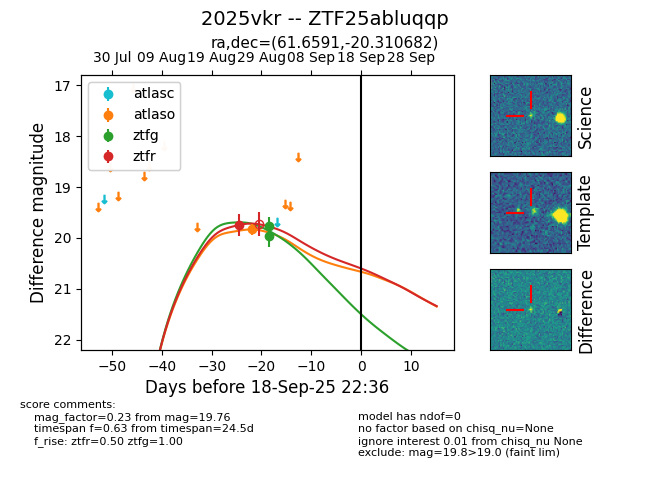 2025vkr -- ZTF25abluqqp
ra,dec=(61.6591,-20.310682)
30 Jul 09 Aug 19 Aug 29 Aug 08 Sep 18 Sep 28 Sep
17
18
19
20
21
22
Difference magnitude
atlasc
atlaso
ztfg
ztfr
−50 −40 −30 −20 −10 0 10
Days before 18-Sep-25 22:36
Science
Template
Difference
score comments:
mag_factor=0.23 from mag=19.76
timespan f=0.63 from timespan=24.5d
f_rise: ztfr=0.50 ztfg=1.00
model has ndof=0
no factor based on chisq_nu=None
ignore interest 0.01 from chisq_nu None
exclude: mag=19.8>19.0 (faint lim)